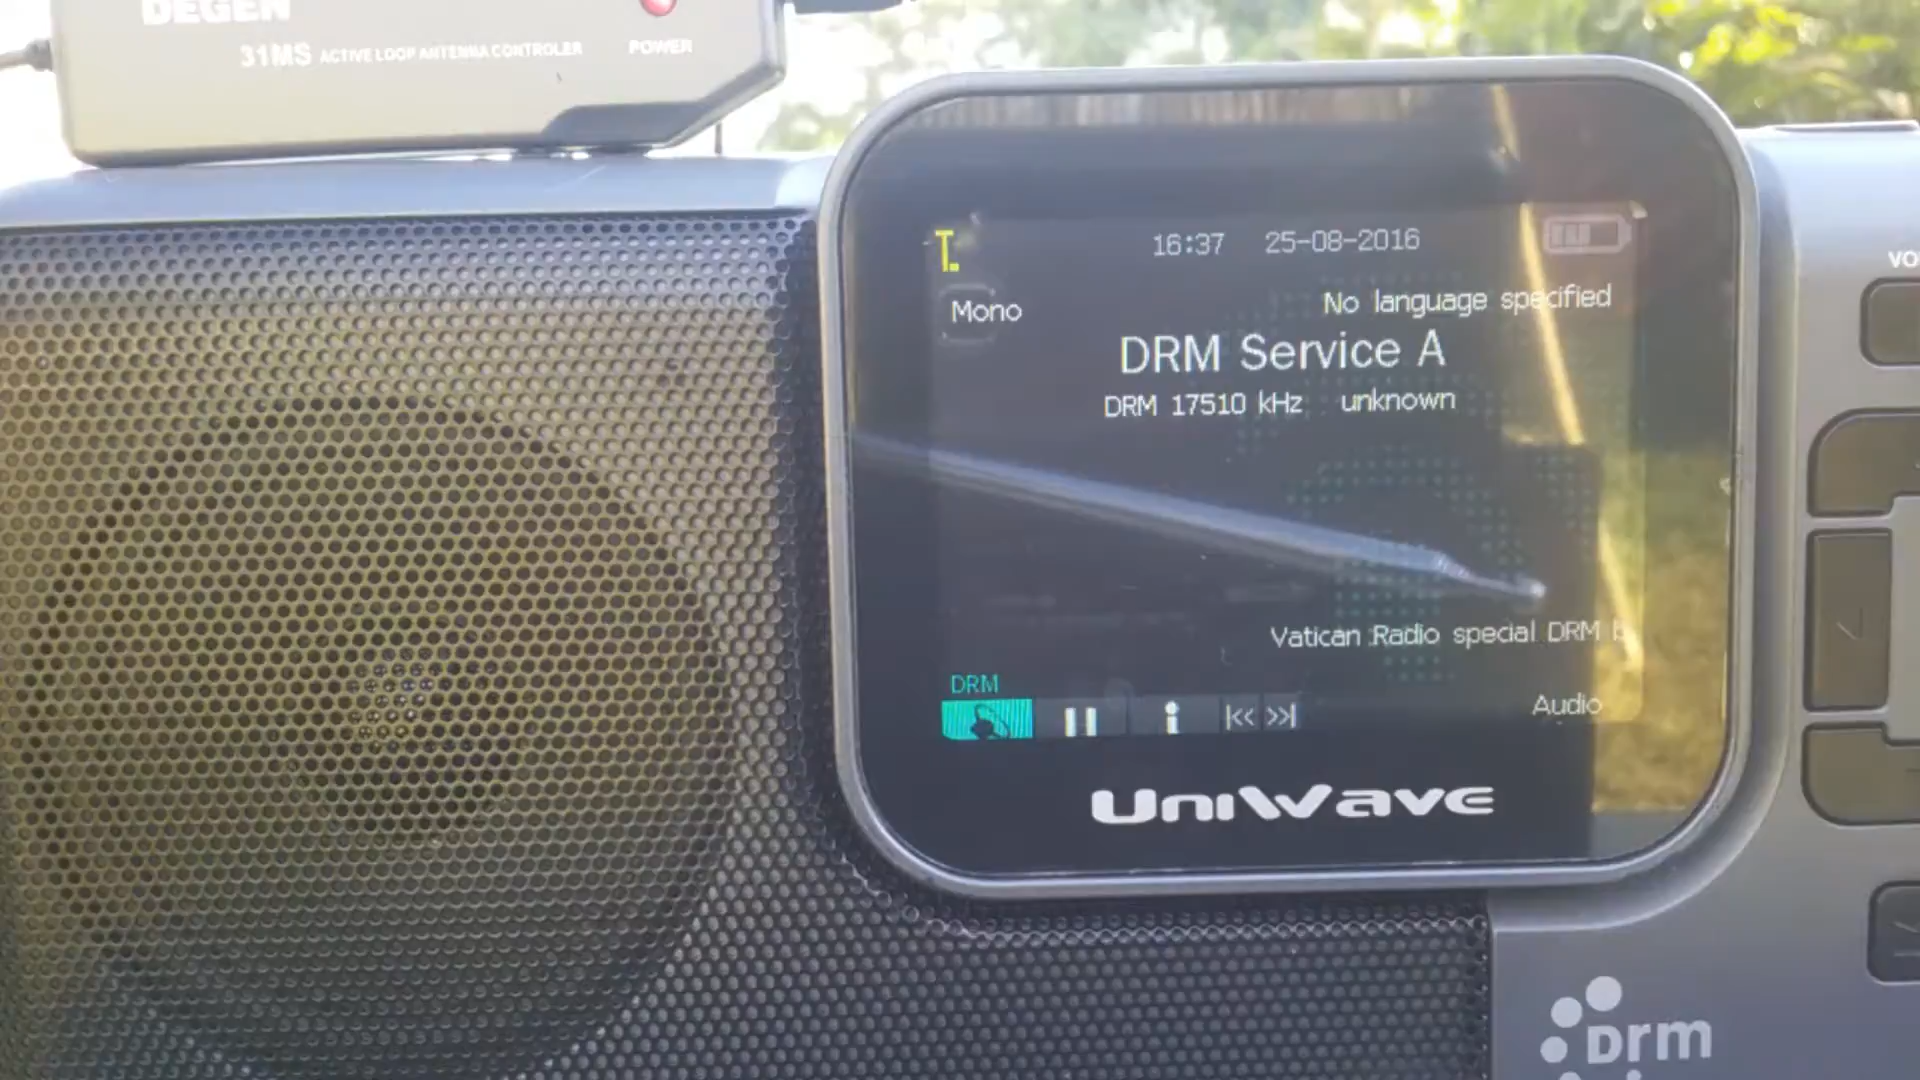 DEGEN
31MS ACTIVE LOOP ANTENNA CONTROLER POWER
16:37 25-08-2016
Mono
No language specified
DRM Service A
DRM 17510 kHz unknown
Vatican Radio special DRM
DRM
Audio
UniWave
VO
Drm